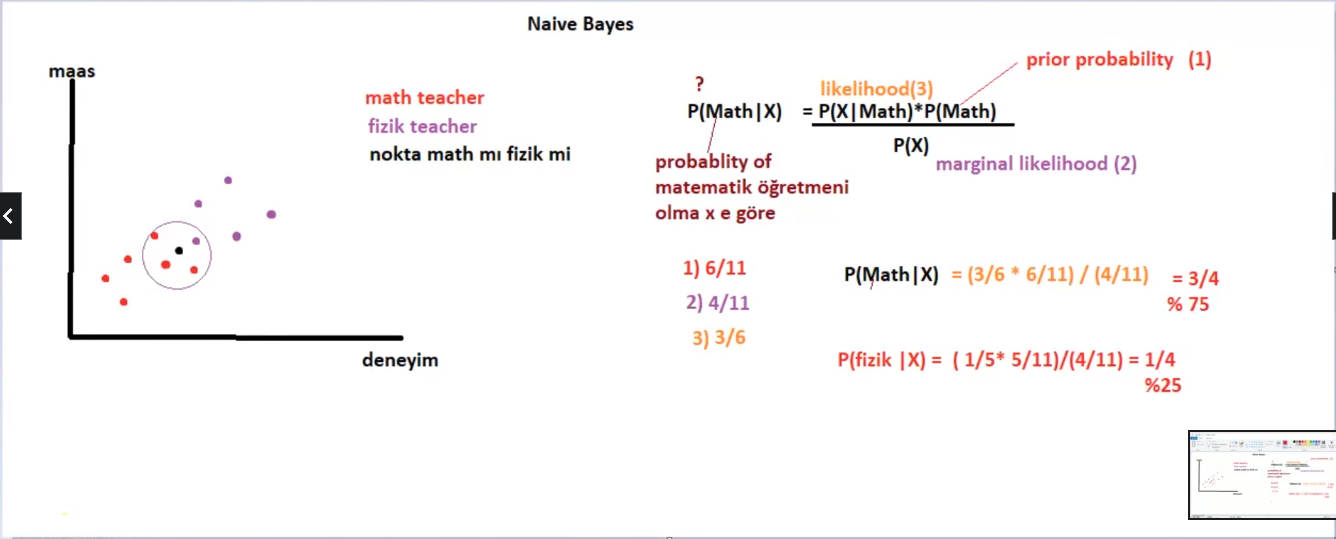 Naive Bayes
maas
math teacher
fizik teacher
nokta math mı fizik mi
deneyim
prior probability (1)
?
likelihood(3)
P(Math|X) = P(X|Math)*P(Math)
P(X)
marginal likelihood (2)
probablity of
matematik öğretmeni
olma x e göre
1) 6/11
2) 4/11
3) 3/6
P(Math|X) = (3/6 * 6/11) / (4/11) = 3/4
% 75
P(fizik |X) = ( 1/5* 5/11)/(4/11) = 1/4
%25